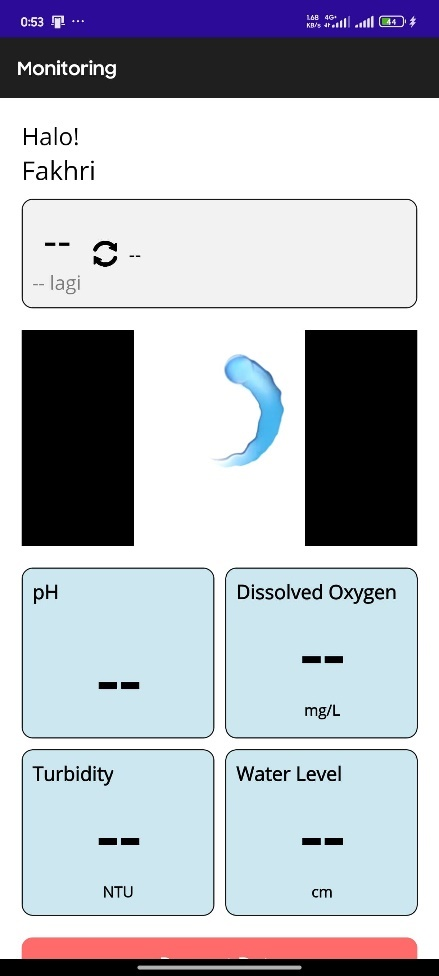 0:53 ...
1.68 KB/s 4G+ 4G 44
Monitoring
Halo!
Fakhri
-- --
-- lagi
pH
--
Dissolved Oxygen
--
mg/L
Turbidity
--
NTU
Water Level
--
cm